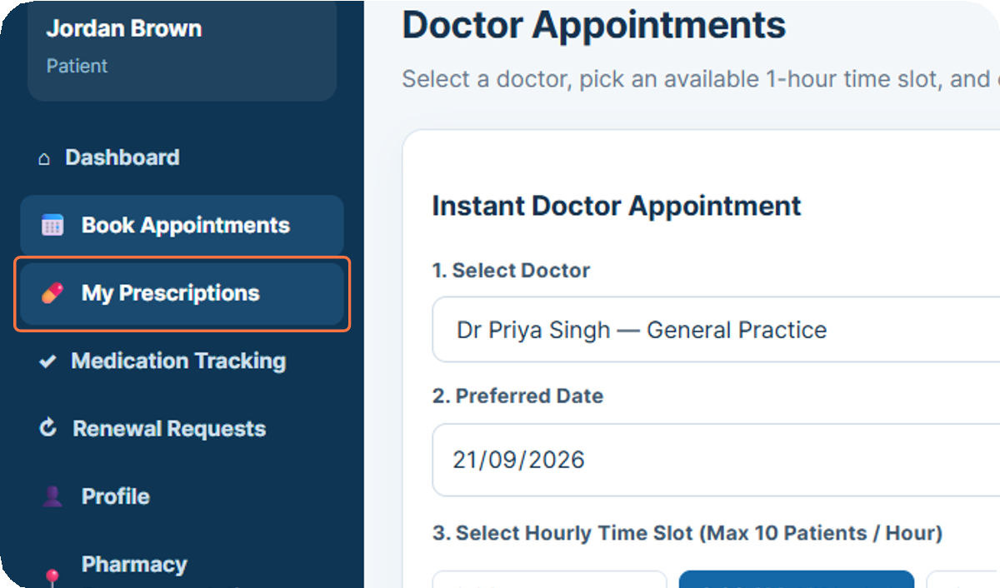 Jordan Brown
Patient
Dashboard
Book Appointments
My Prescriptions
Medication Tracking
Renewal Requests
Profile
Pharmacy
Doctor Appointments
Select a doctor, pick an available 1-hour time slot, and
Instant Doctor Appointment
1. Select Doctor
Dr Priya Singh — General Practice
2. Preferred Date
21/09/2026
3. Select Hourly Time Slot (Max 10 Patients / Hour)